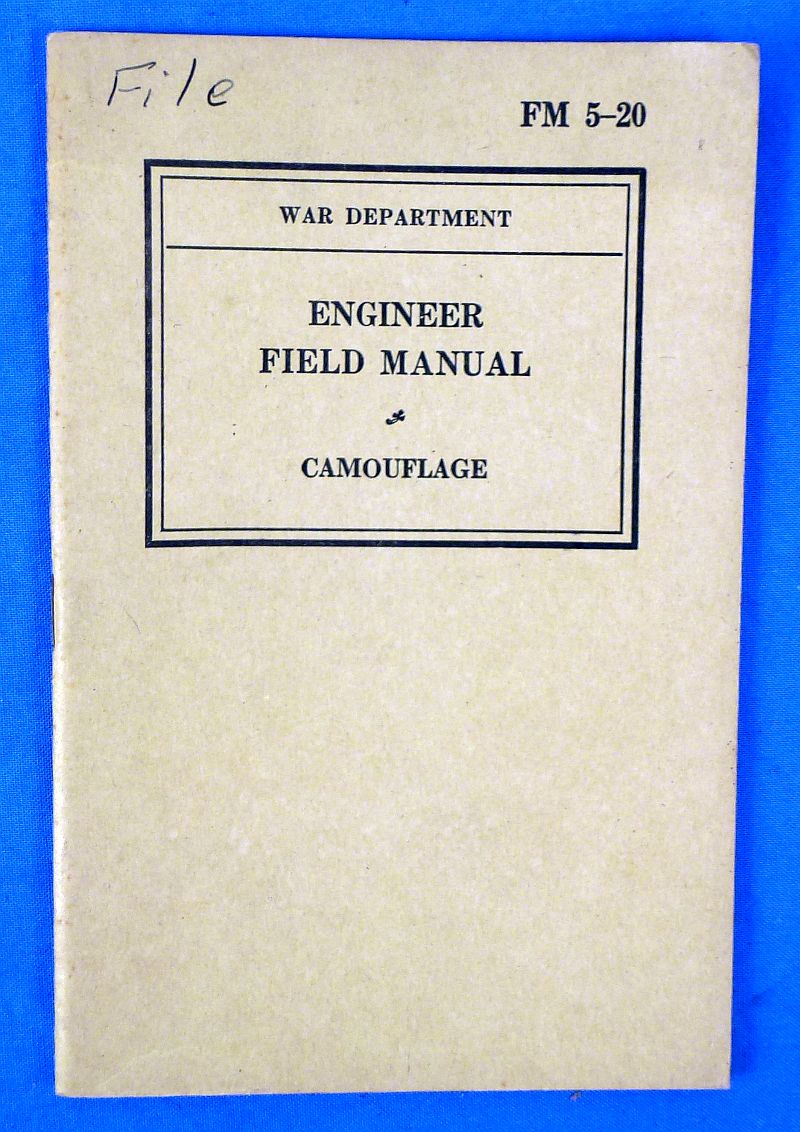 File
FM 5–20
WAR DEPARTMENT
ENGINEER
FIELD MANUAL
CAMOUFLAGE